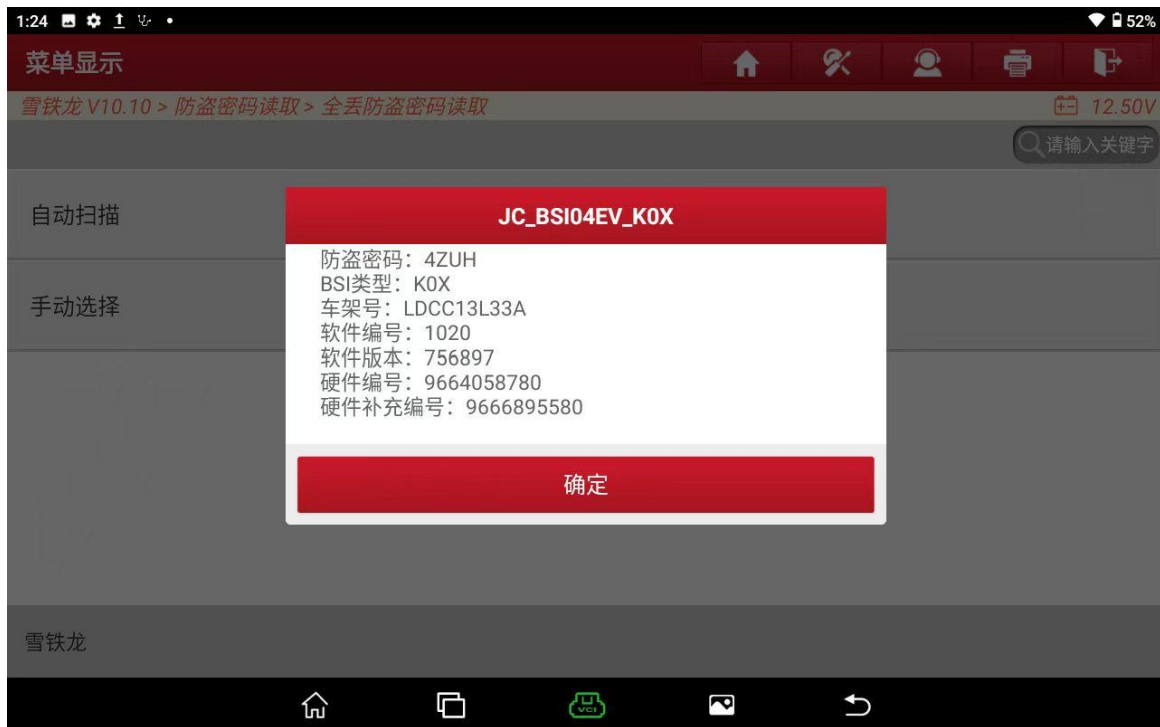 1:24
52%
菜单显示
雪铁龙 V10.10 > 防盗密码读取 > 全丢防盗密码读取
12.50V
请输入关键字
自动扫描
手动选择
JC_BSI04EV_K0X
防盗密码：4ZUH
BSI类型：K0X
车架号：LDCC13L33A
软件编号：1020
软件版本：756897
硬件编号：9664058780
硬件补充编号：9666895580
确定
雪铁龙
VCI